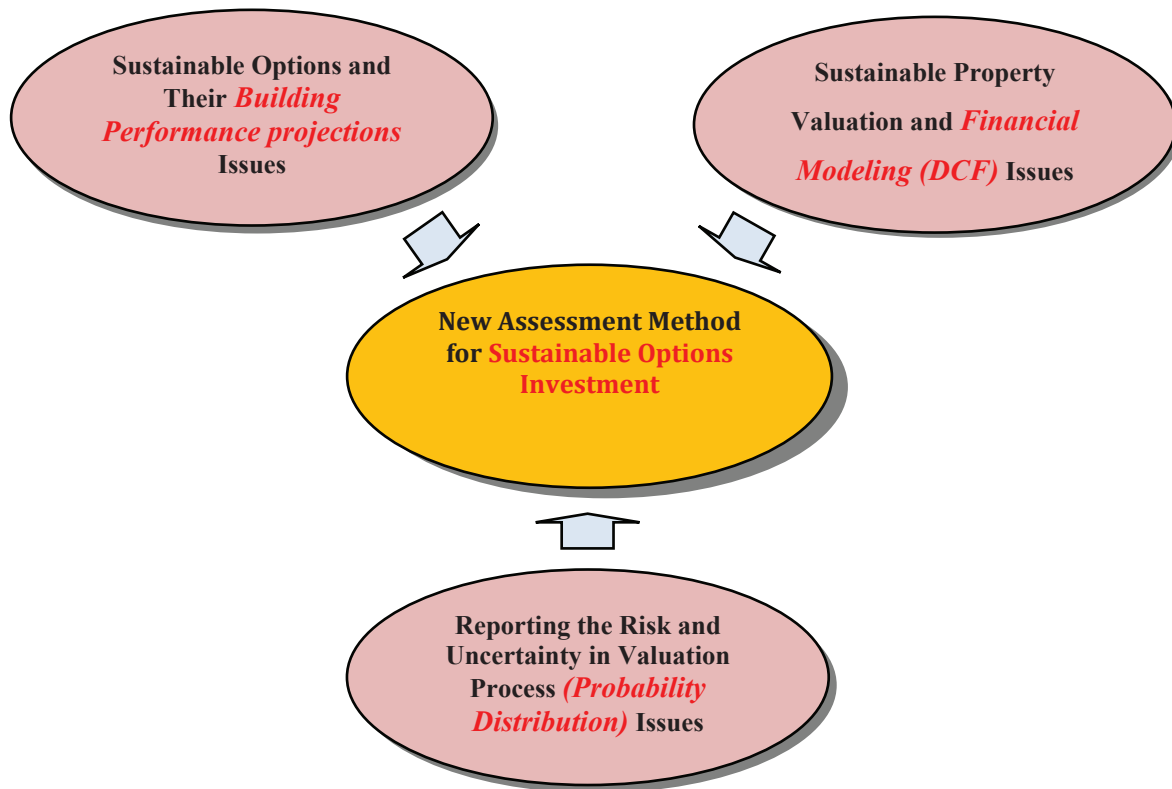 Sustainable Options and
Their Building
Performance projections
Issues
Sustainable Property
Valuation and Financial
Modeling (DCF) Issues
New Assessment Method
for Sustainable Options
Investment
Reporting the Risk and
Uncertainty in Valuation
Process (Probability
Distribution) Issues